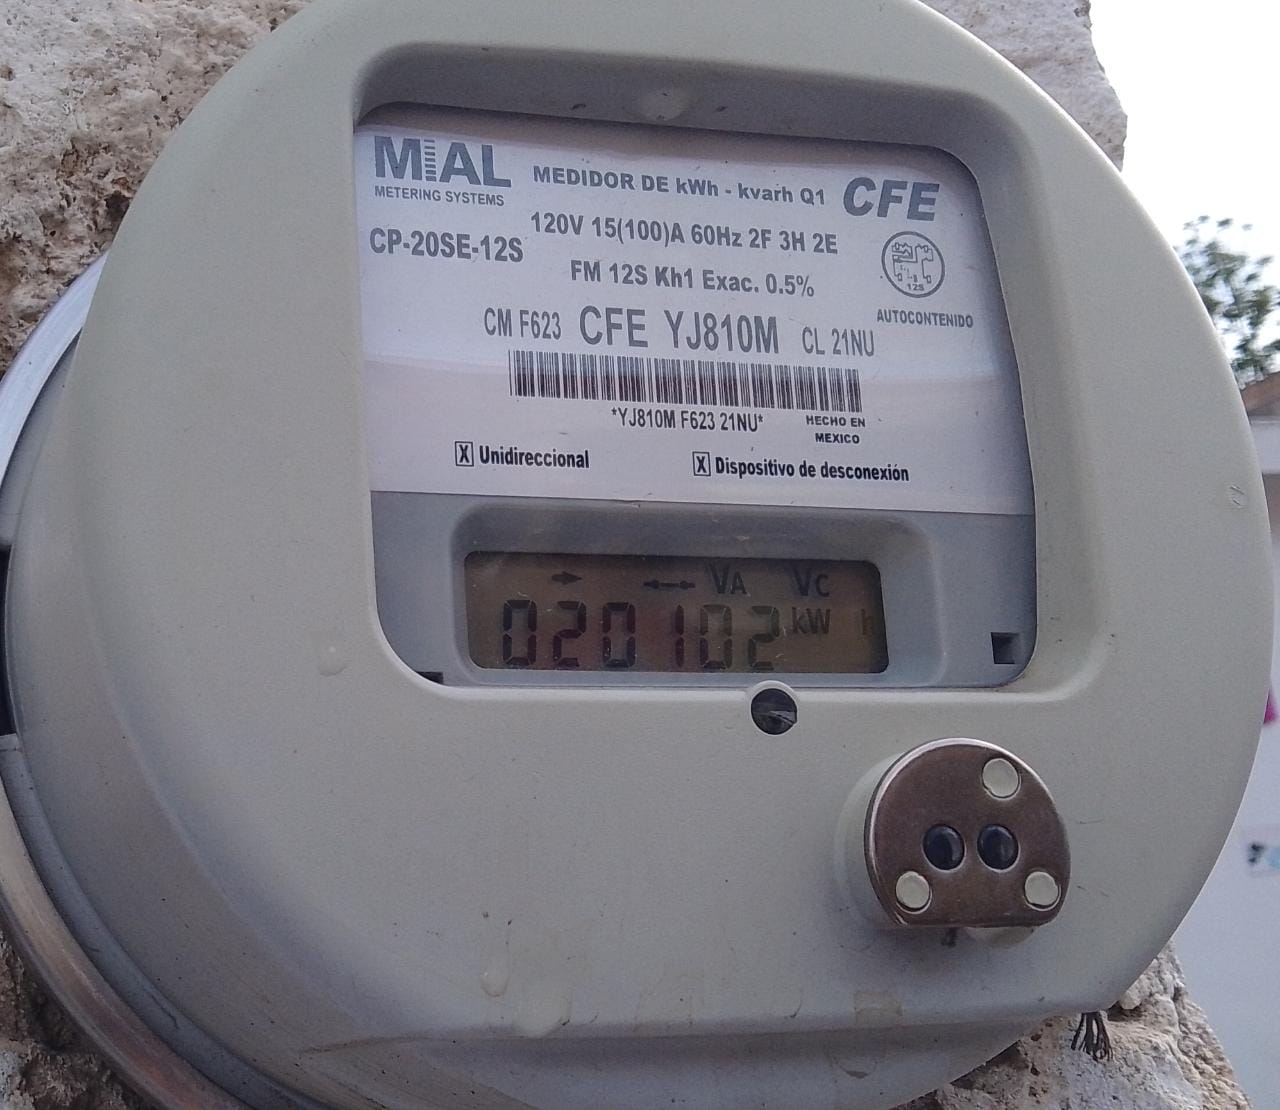 MIAL
METERING SYSTEMS
MEDIDOR DE kWh - kvarh Q1
CFE
120V 15(100)A 60Hz 2F 3H 2E
CP-20SE-12S
FM 12S Kh1 Exac. 0.5%
12S
AUTOCONTENIDO
CM F623 CFE YJ810M CL 21NU
*YJ810M F623 21NU*
HECHO EN
MEXICO
X Unidireccional
X Dispositivo de desconexión
VA VC
020102 kW h